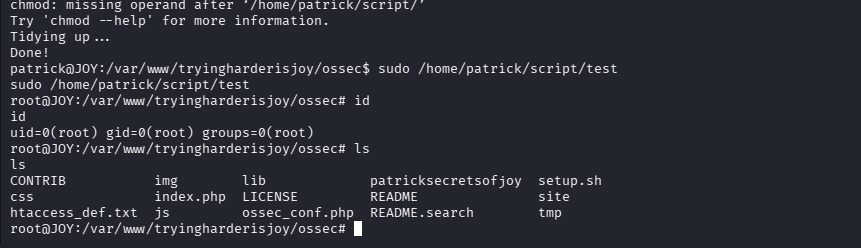 chmod: missing operand after ‘/home/patrick/script/’
Try 'chmod --help' for more information.
Tidying up...
Done!
patrick@JOY:/var/www/tryingharderisjoy/ossec$ sudo /home/patrick/script/test
sudo /home/patrick/script/test
root@JOY:/var/www/tryingharderisjoy/ossec# id
id
uid=0(root) gid=0(root) groups=0(root)
root@JOY:/var/www/tryingharderisjoy/ossec# ls
ls
CONTRIB img lib patricksecretsofjoy setup.sh
css index.php LICENSE README site
htaccess_def.txt js ossec_conf.php README.search tmp
root@JOY:/var/www/tryingharderisjoy/ossec#